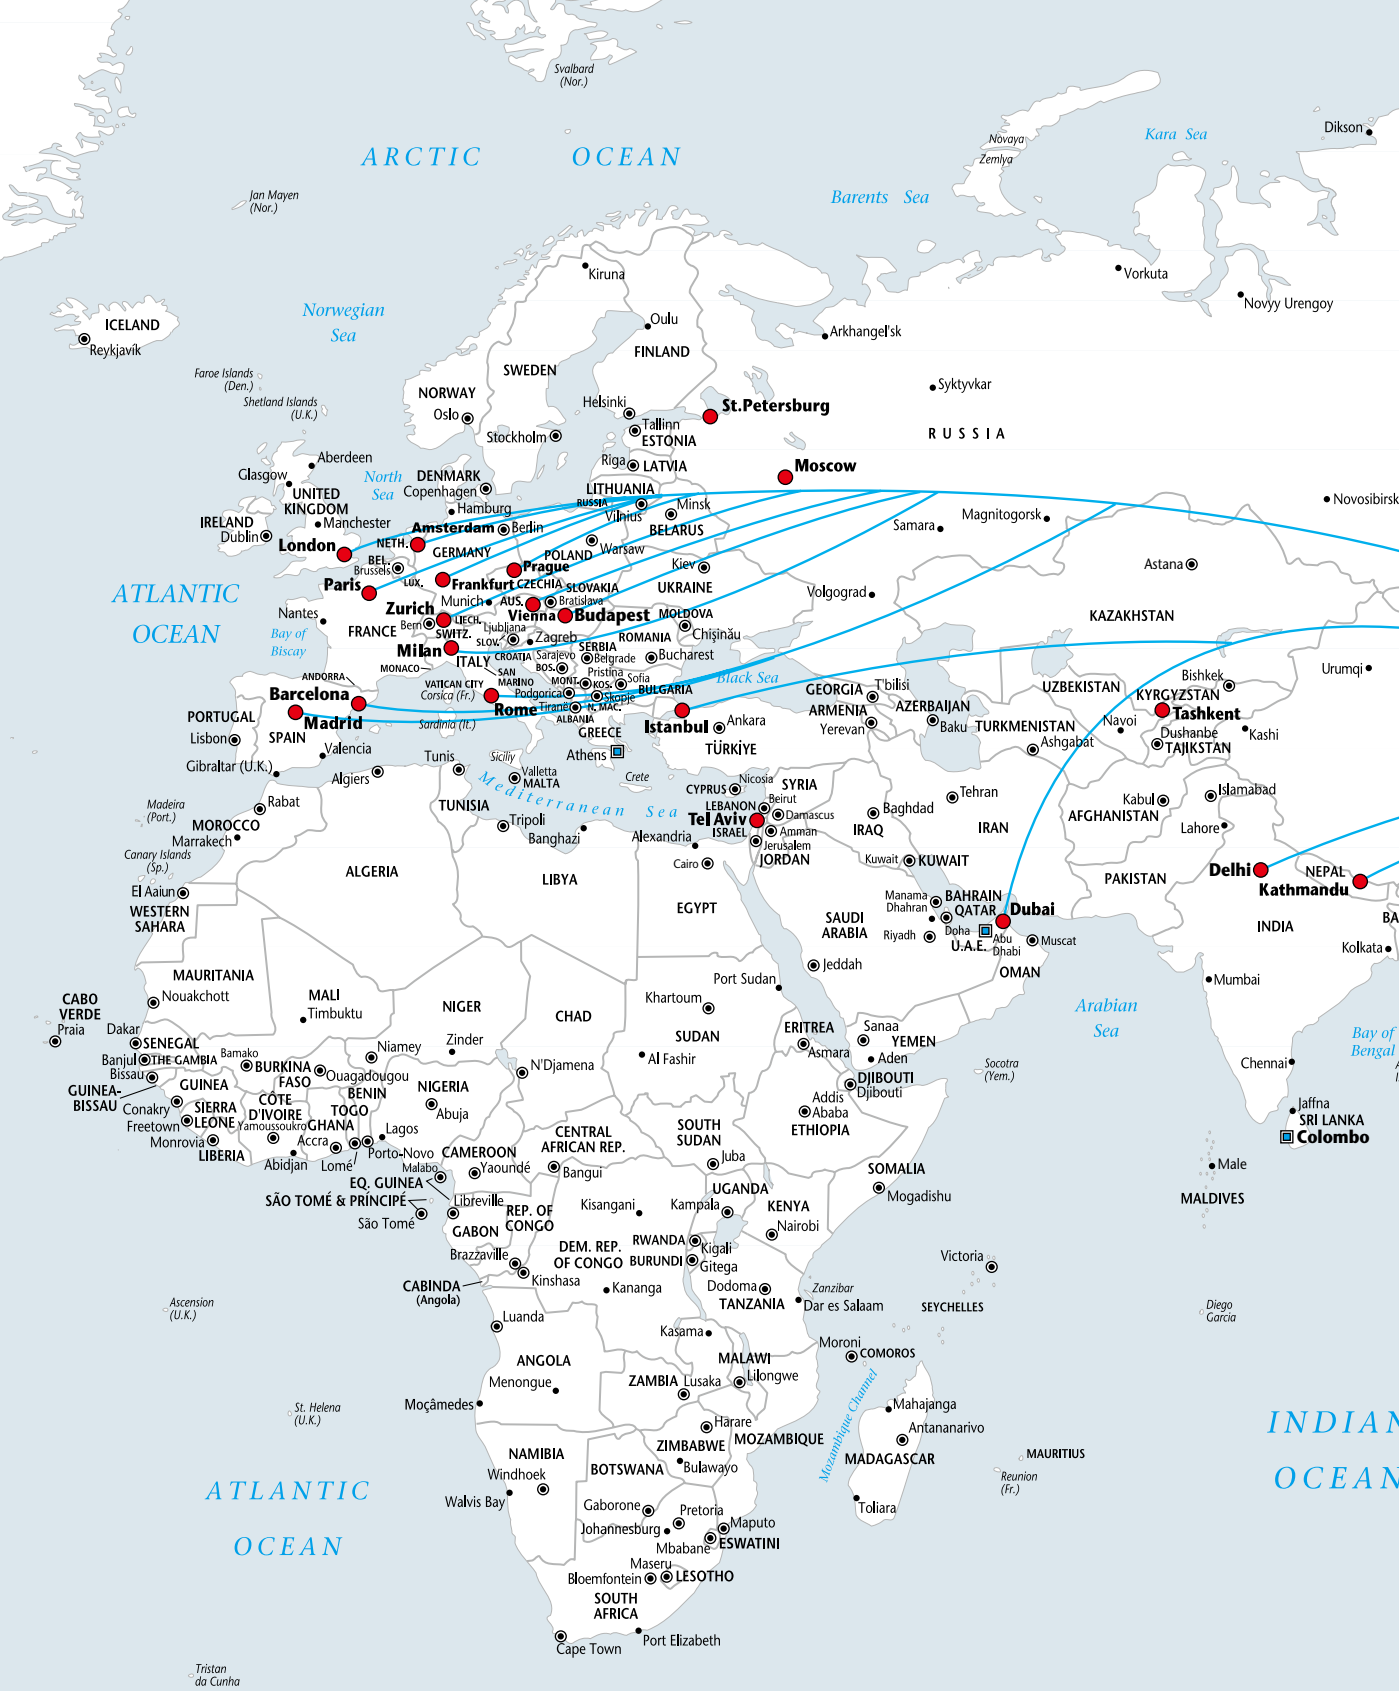 Svalbard
(Nor.)
Dikson
Kara Sea
Novaya
Zemlya
ARCTIC OCEAN
Barents Sea
Jan Mayen
(Nor.)
Kiruna
Vorkuta
Novyy Urengoy
Norwegian
Sea
ICELAND
Reykjavík
Oulu
Arkhangel'sk
FINLAND
Faroe Islands
(Den.)
SWEDEN
Syktyvkar
NORWAY
Shetland Islands
(U.K.)
Oslo
Helsinki
St.Petersburg
Tallinn
ESTONIA
Stockholm
RUSSIA
Aberdeen
Riga
LATVIA
Moscow
Glasgow
North
Sea
DENMARK
Copenhagen
LITHUANIA
RUSSIA
UNITED
KINGDOM
Hamburg
Vilnius
Minsk
BELARUS
Novosibirsk
IRELAND
Dublin
Manchester
Amsterdam
Berlin
Samara
Magnitogorsk
London
NETH.
GERMANY
POLAND
Warsaw
BEL.
Brussels
Prague
Kiev
Astana
LUX.
Frankfurt
CZECHIA
SLOVAKIA
UKRAINE
Paris
ATLANTIC
OCEAN
Volgograd
Munich
AUS.
Bratislava
Zurich
Vienna
Budapest
MOLDOVA
KAZAKHSTAN
Nantes
Bern
LIECH.
SWITZ.
Ljubljana
SLOV.
Zagreb
ROMANIA
Chişinău
FRANCE
Bay of
Biscay
Milan
ITALY
CROATIA
Sarajevo
BOS.
SERBIA
Belgrade
Bucharest
MONACO
SAN
MARINO
VATICAN CITY
Corsica (Fr.)
MONT.
Pristina
KOS.
Sofia
BULGARIA
Black Sea
Urumqi
ANDORRA
Barcelona
Madrid
Rome
Podgorica
Skopje
Tiranë
N. MAC.
ALBANIA
GEORGIA
T'bilisi
UZBEKISTAN
Bishkek
KYRGYZSTAN
Tashkent
ARMENIA
Yerevan
AZERBAIJAN
Baku
TURKMENISTAN
Navoi
PORTUGAL
Lisbon
SPAIN
Sardinia (It.)
Istanbul
Ankara
TÜRKİYE
GREECE
Athens
Ashgabat
Dushanbe
TAJIKSTAN
Kashi
Gibraltar (U.K.)
Valencia
Algiers
Tunis
Siciliy
Valletta
MALTA
Crete
Mediterranean Sea
CYPRUS
Nicosia
SYRIA
LEBANON
Beirut
Damascus
Tehran
Kabul
AFGHANISTAN
Islamabad
Lahore
Madeira
(Port.)
Rabat
MOROCCO
Marrakech
TUNISIA
Tripoli
Banghazi
Alexandria
Cairo
Tel Aviv
ISRAEL
Amman
Jerusalem
JORDAN
Baghdad
IRAQ
IRAN
Canary Islands
(Sp.)
El Aaiun
WESTERN
SAHARA
ALGERIA
LIBYA
EGYPT
Kuwait
KUWAIT
Delhi
NEPAL
Kathmandu
PAKISTAN
Manama
Dhahran
BAHRAIN
QATAR
Doha
Dubai
SAUDI
ARABIA
Riyadh
U.A.E.
Abu
Dhabi
Muscat
OMAN
INDIA
BA
Kolkata
MAURITANIA
Nouakchott
Jeddah
Port Sudan
Mumbai
CABO
VERDE
Praia
MALI
Timbuktu
NIGER
CHAD
Khartoum
SUDAN
Arabian
Sea
Dakar
SENEGAL
Banjul
THE GAMBIA
Bissau
GUINEA-
BISSAU
Bamako
BURKINA
FASO
Ouagadougou
Niamey
Zinder
N'Djamena
Al Fashir
ERITREA
Asmara
Sanaa
YEMEN
Aden
Socotra
(Yem.)
Bay of
Bengal
Chennai
GUINEA
Conakry
SIERRA
LEONE
Freetown
Monrovia
LIBERIA
CÔTE
D'IVOIRE
Yamoussoukro
Abidjan
GHANA
Accra
TOGO
Lomé
BENIN
Porto-Novo
Lagos
NIGERIA
Abuja
DJIBOUTI
Djibouti
Addis
Ababa
ETHIOPIA
Jaffna
SRI LANKA
Colombo
CAMEROON
Yaoundé
Malabo
EQ. GUINEA
CENTRAL
AFRICAN REP.
Bangui
SOUTH
SUDAN
Juba
SOMALIA
Mogadishu
Male
MALDIVES
SÃO TOMÉ & PRÍNCIPÉ
São Tomé
Libreville
GABON
REP. OF
CONGO
Kisangani
UGANDA
Kampala
KENYA
Nairobi
Brazzaville
Kinshasa
DEM. REP.
OF CONGO
RWANDA
Kigali
BURUNDI
Gitega
Victoria
SEYCHELLES
CABINDA
(Angola)
Kananga
Dodoma
TANZANIA
Zanzibar
Dar es Salaam
Ascension
(U.K.)
Diego
Garcia
Luanda
Kasama
Moroni
COMOROS
ANGOLA
Menongue
ZAMBIA
Lusaka
MALAWI
Lilongwe
Moçâmedes
Mozambique Channel
Mahajanga
Antananarivo
MADAGASCAR
St. Helena
(U.K.)
Harare
ZIMBABWE
Bulawayo
MOZAMBIQUE
INDIAN
OCEAN
NAMIBIA
Windhoek
Walvis Bay
BOTSWANA
Gaborone
MAURITIUS
Reunion
(Fr.)
ATLANTIC
OCEAN
Toliara
Pretoria
Johannesburg
Maputo
Mbabane
ESWATINI
Maseru
Bloemfontein
LESOTHO
SOUTH
AFRICA
Cape Town
Port Elizabeth
Tristan
da Cunha